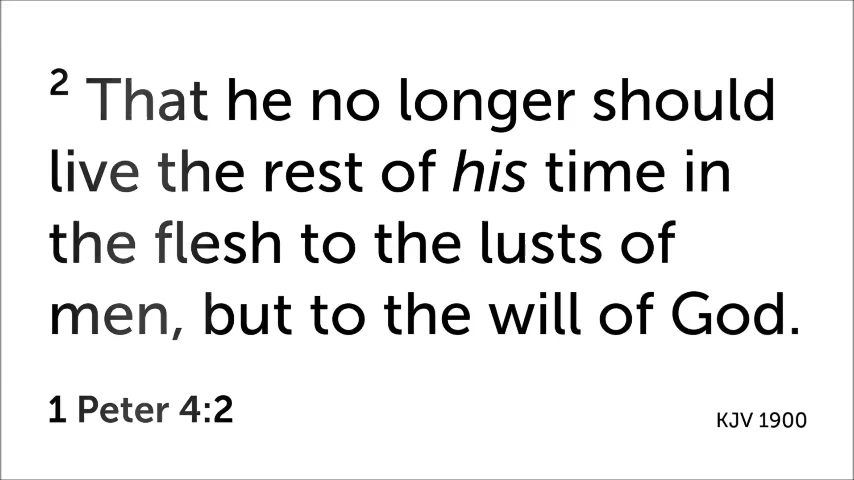 2 That he no longer should
live the rest of his time in
the flesh to the lusts of
men, but to the will of God.
1 Peter 4:2
KJV 1900